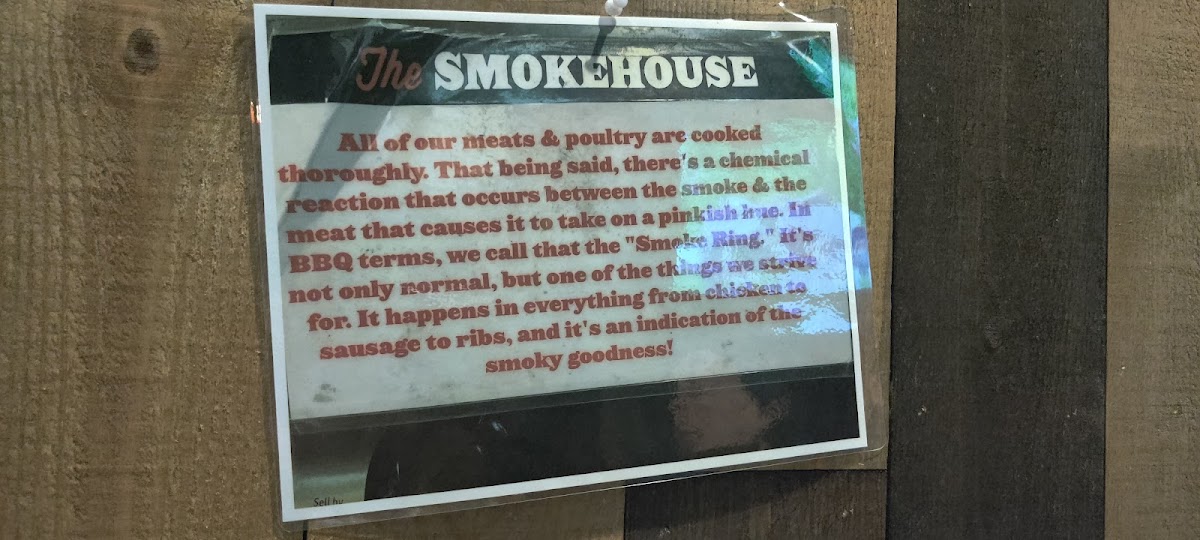 The SMOKEHOUSE
All of our meats & poultry are cooked
thoroughly. That being said, there's a chemical
reaction that occurs between the smoke & the
meat that causes it to take on a pinkish hue. In
BBQ terms, we call that the "Smoke Ring." It's
not only normal, but one of the things we strive
for. It happens in everything from chicken to
sausage to ribs, and it's an indication of the
smoky goodness!
Sell by